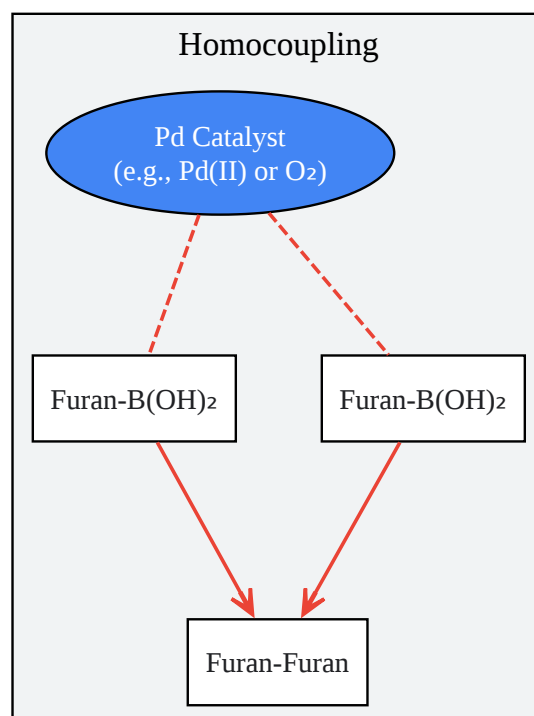 Homocoupling
Pd Catalyst
(e.g., Pd(II) or O₂)
Furan-B(OH)₂
Furan-B(OH)₂
Furan-Furan